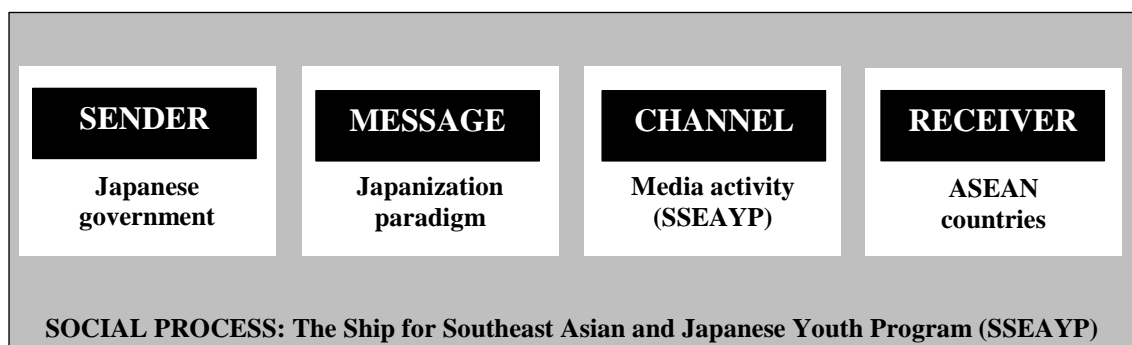 SENDER
Japanese
government
MESSAGE
Japanization
paradigm
CHANNEL
Media activity
(SSEAYP)
RECEIVER
ASEAN
countries
SOCIAL PROCESS: The Ship for Southeast Asian and Japanese Youth Program (SSEAYP)